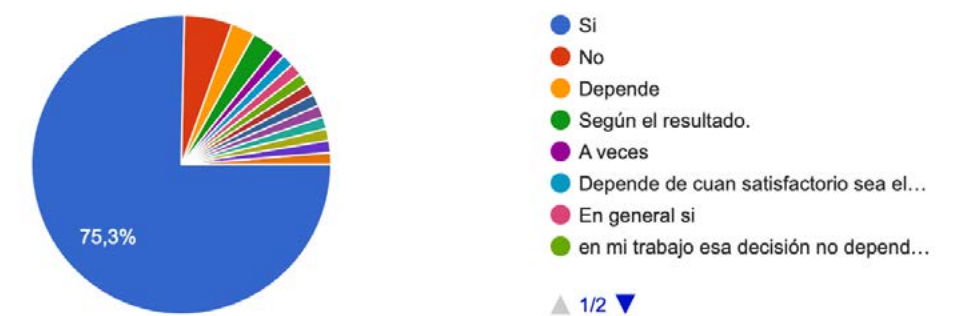 75,3%
Si
No
Depende
Según el resultado.
A veces
Depende de cuan satisfactorio sea el...
En general si
en mi trabajo esa decisión no depend...
1/2